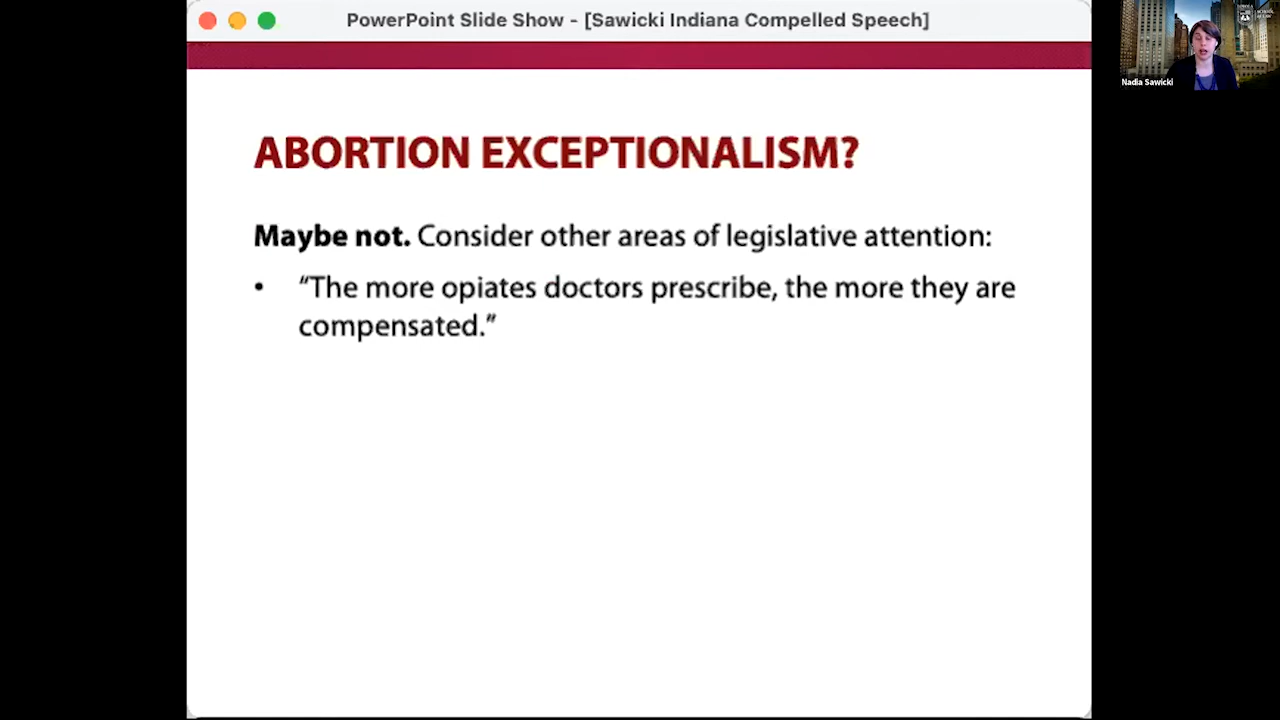 PowerPoint Slide Show - [Sawicki Indiana Compelled Speech]
Nadia Sawicki
ABORTION EXCEPTIONALISM?
Maybe not. Consider other areas of legislative attention:
• “The more opiates doctors prescribe, the more they are
compensated.”